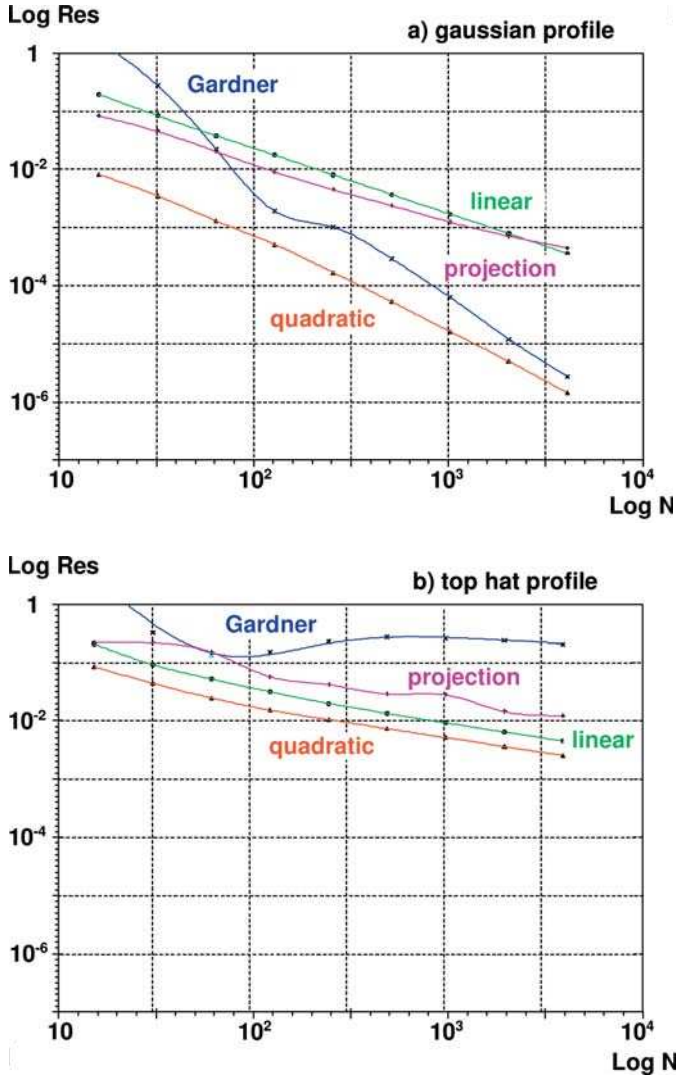 Log Res
a) gaussian profile
1
Gardner
10⁻²
linear
projection
10⁻⁴
quadratic
10⁻⁶
10
10²
10³
10⁴
Log N
Log Res
b) top hat profile
1
Gardner
projection
10⁻²
quadratic
linear
10⁻⁴
10⁻⁶
10
10²
10³
10⁴
Log N